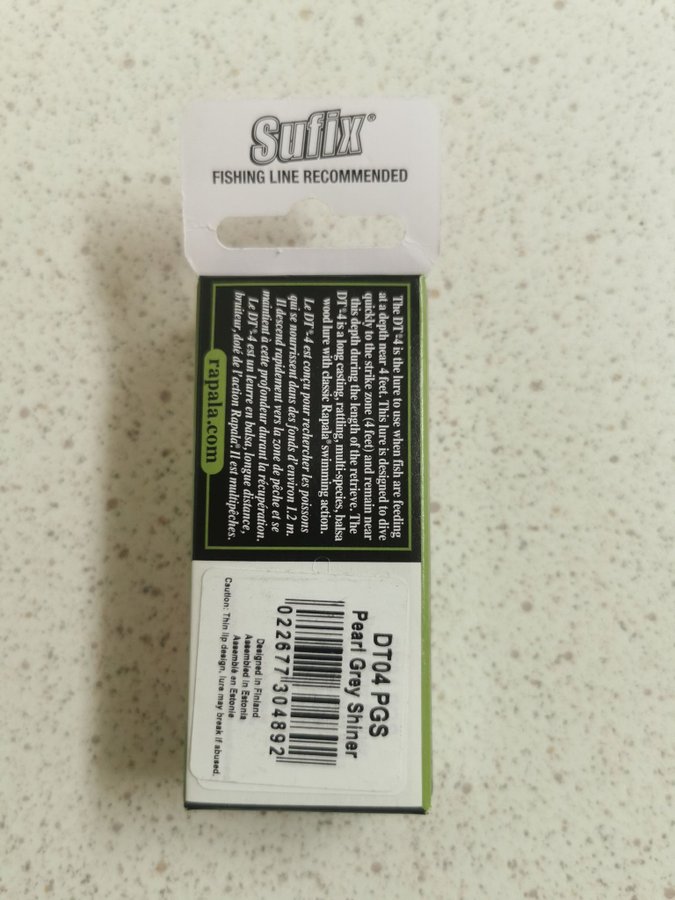 Sufix®
FISHING LINE RECOMMENDED
The DT®4 is the lure to use when fish are feeding
at a depth near 4 feet. This lure is designed to dive
quickly to the strike zone (4 feet) and remain near
this depth during the length of the retrieve. The
DT®4 is a long casting, rattling, multi-species, balsa
wood lure with classic Rapala® swimming action.
Le DT®4 est conçu pour rechercher les poissons
qui se nourrissent dans des fonds d'environ 1.2 m.
Il descend rapidement vers la zone de pêche et se
maintient à cette profondeur durant la récupération.
Le DT®4 est un leurre en balsa, longue distance,
bruiteur, doté de l'action Rapala® Il est multipêches.
rapala.com
DT04 PGS
Pearl Grey Shiner
022677304892
Designed in Finland
Assembled in Estonia
Assemblé en Estonie
Caution: Thin lip design, lure may break if abused.